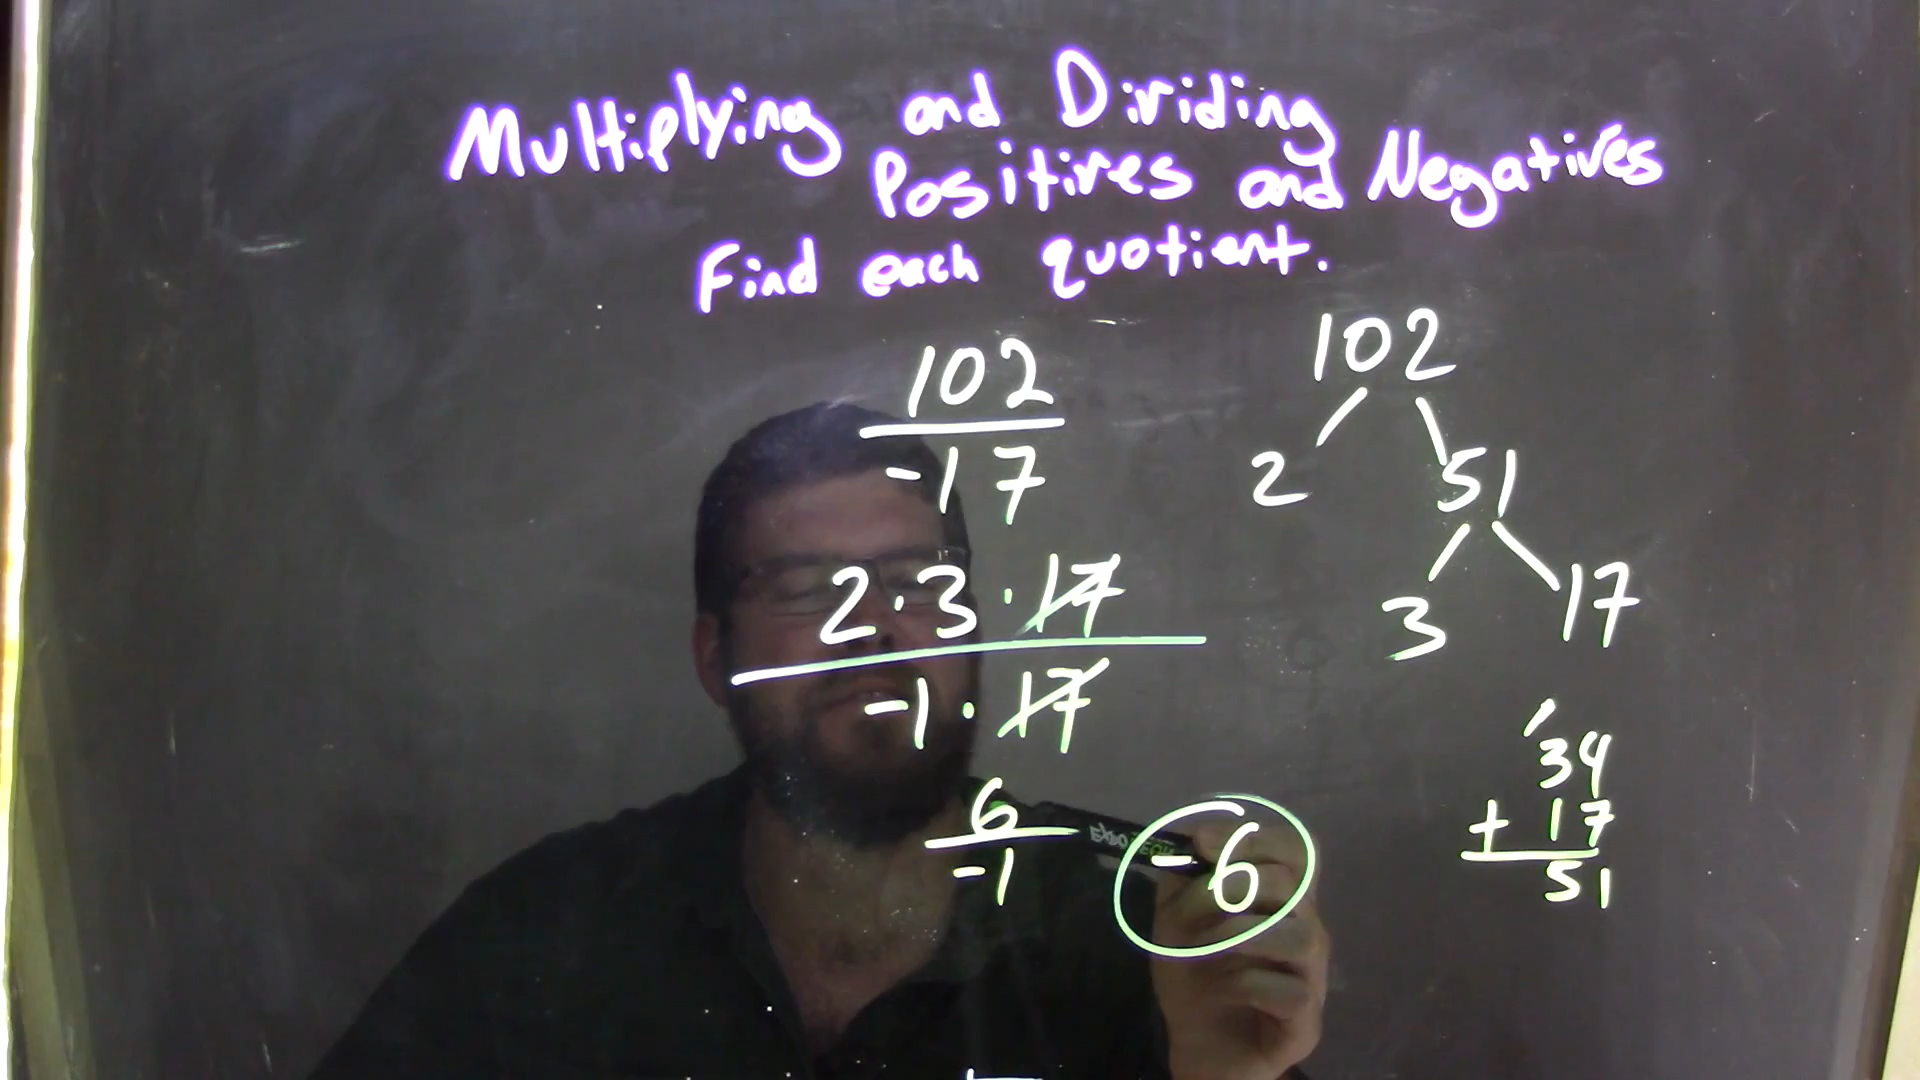 Multiplying and Dividing
Positives and Negatives
Find each quotient.
102
-17
2 · 3 · 17
-1 · 17
6
-1
-6
102
2 51
3 17
1
34
+ 17
51
EXPO